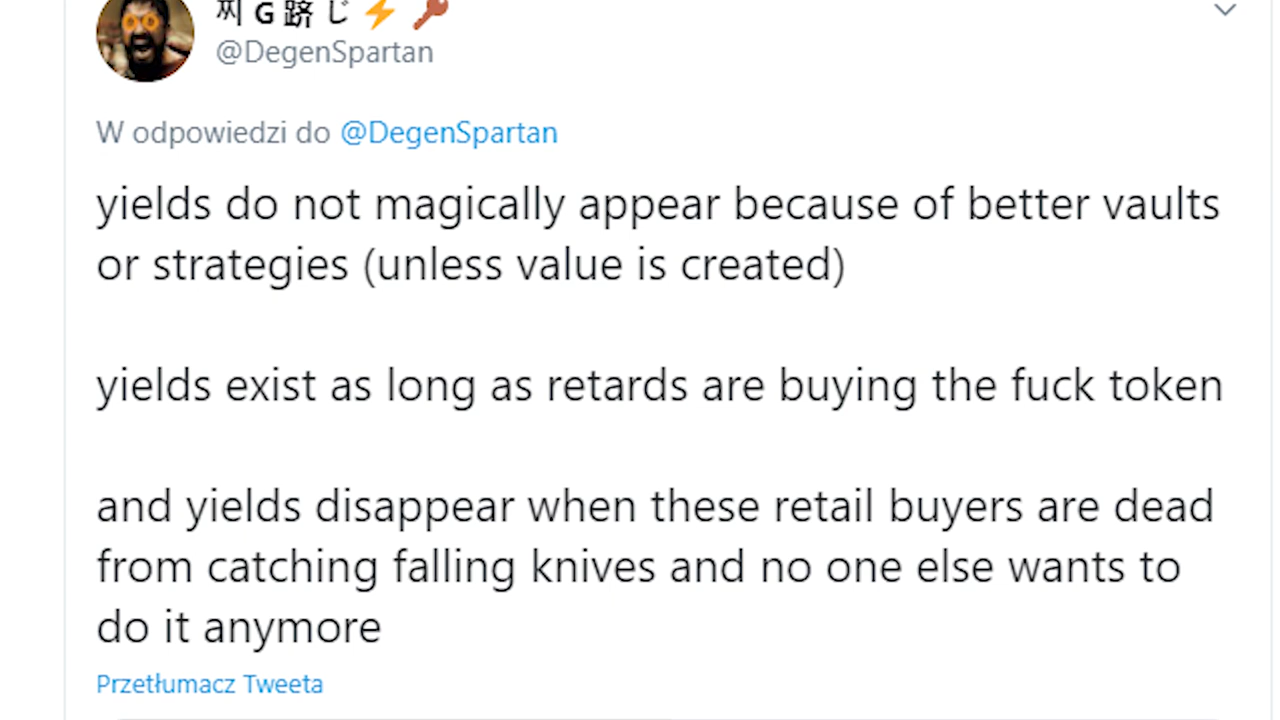 찌 G 跻 じ⚡🔑
@DegenSpartan
W odpowiedzi do @DegenSpartan
yields do not magically appear because of better vaults
or strategies (unless value is created)
yields exist as long as retards are buying the fuck token
and yields disappear when these retail buyers are dead
from catching falling knives and no one else wants to
do it anymore
Przetłumacz Tweeta